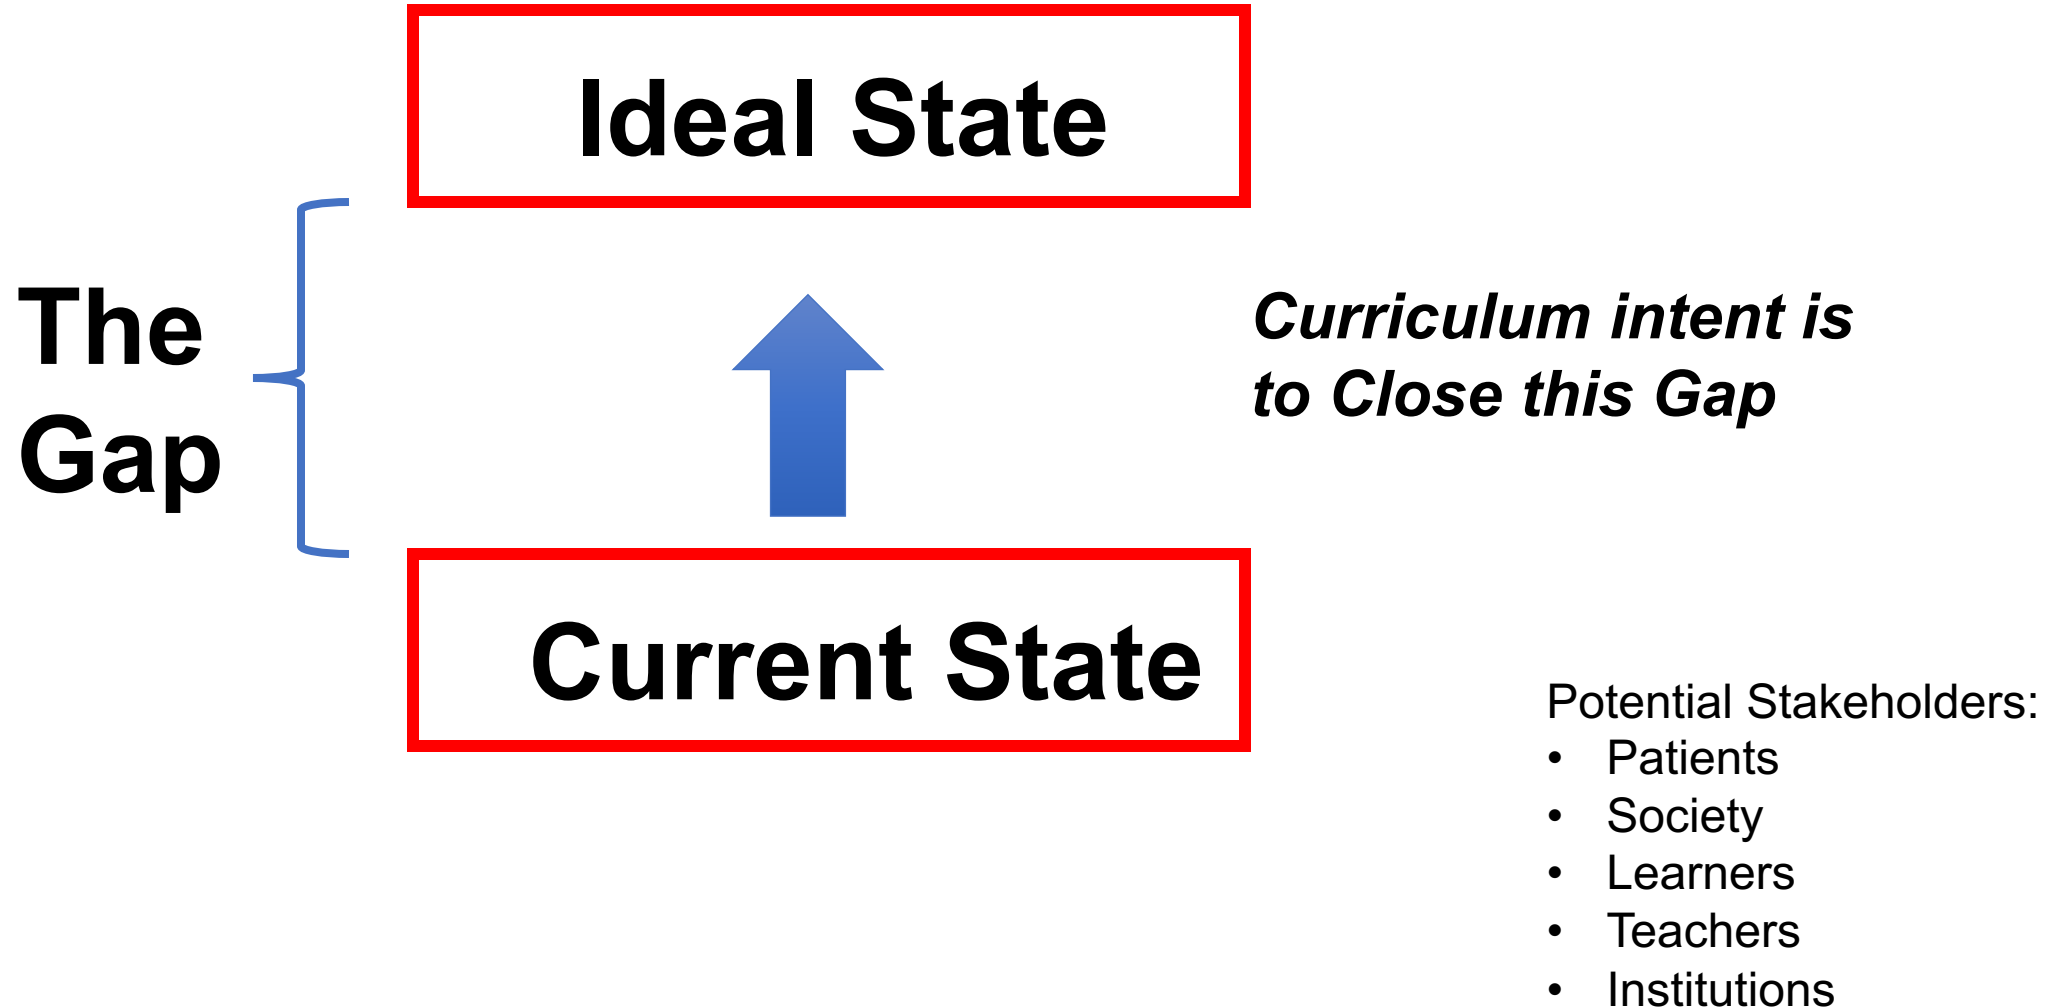 Ideal State
The
Gap
Curriculum intent is
to Close this Gap
Current State
Potential Stakeholders:
• Patients
• Society
• Learners
• Teachers
• Institutions